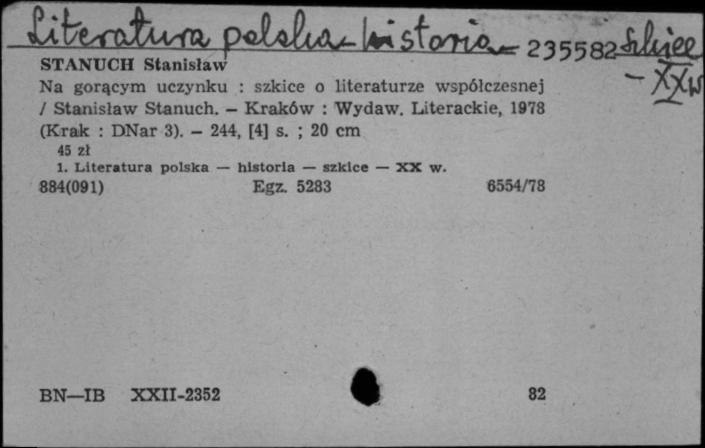 Literatura polska - historia - 235582 szkice
- XX w
STANUCH Stanisław
Na gorącym uczynku : szkice o literaturze współczesnej
/ Stanisław Stanuch. — Kraków : Wydaw. Literackie, 1978
(Krak : DNar 3). — 244, [4] s. ; 20 cm
45 zł
1. Literatura polska — historia — szkice — XX w.
884(091) Egz. 5283 6554/78
BN—IB XXII-2352 82